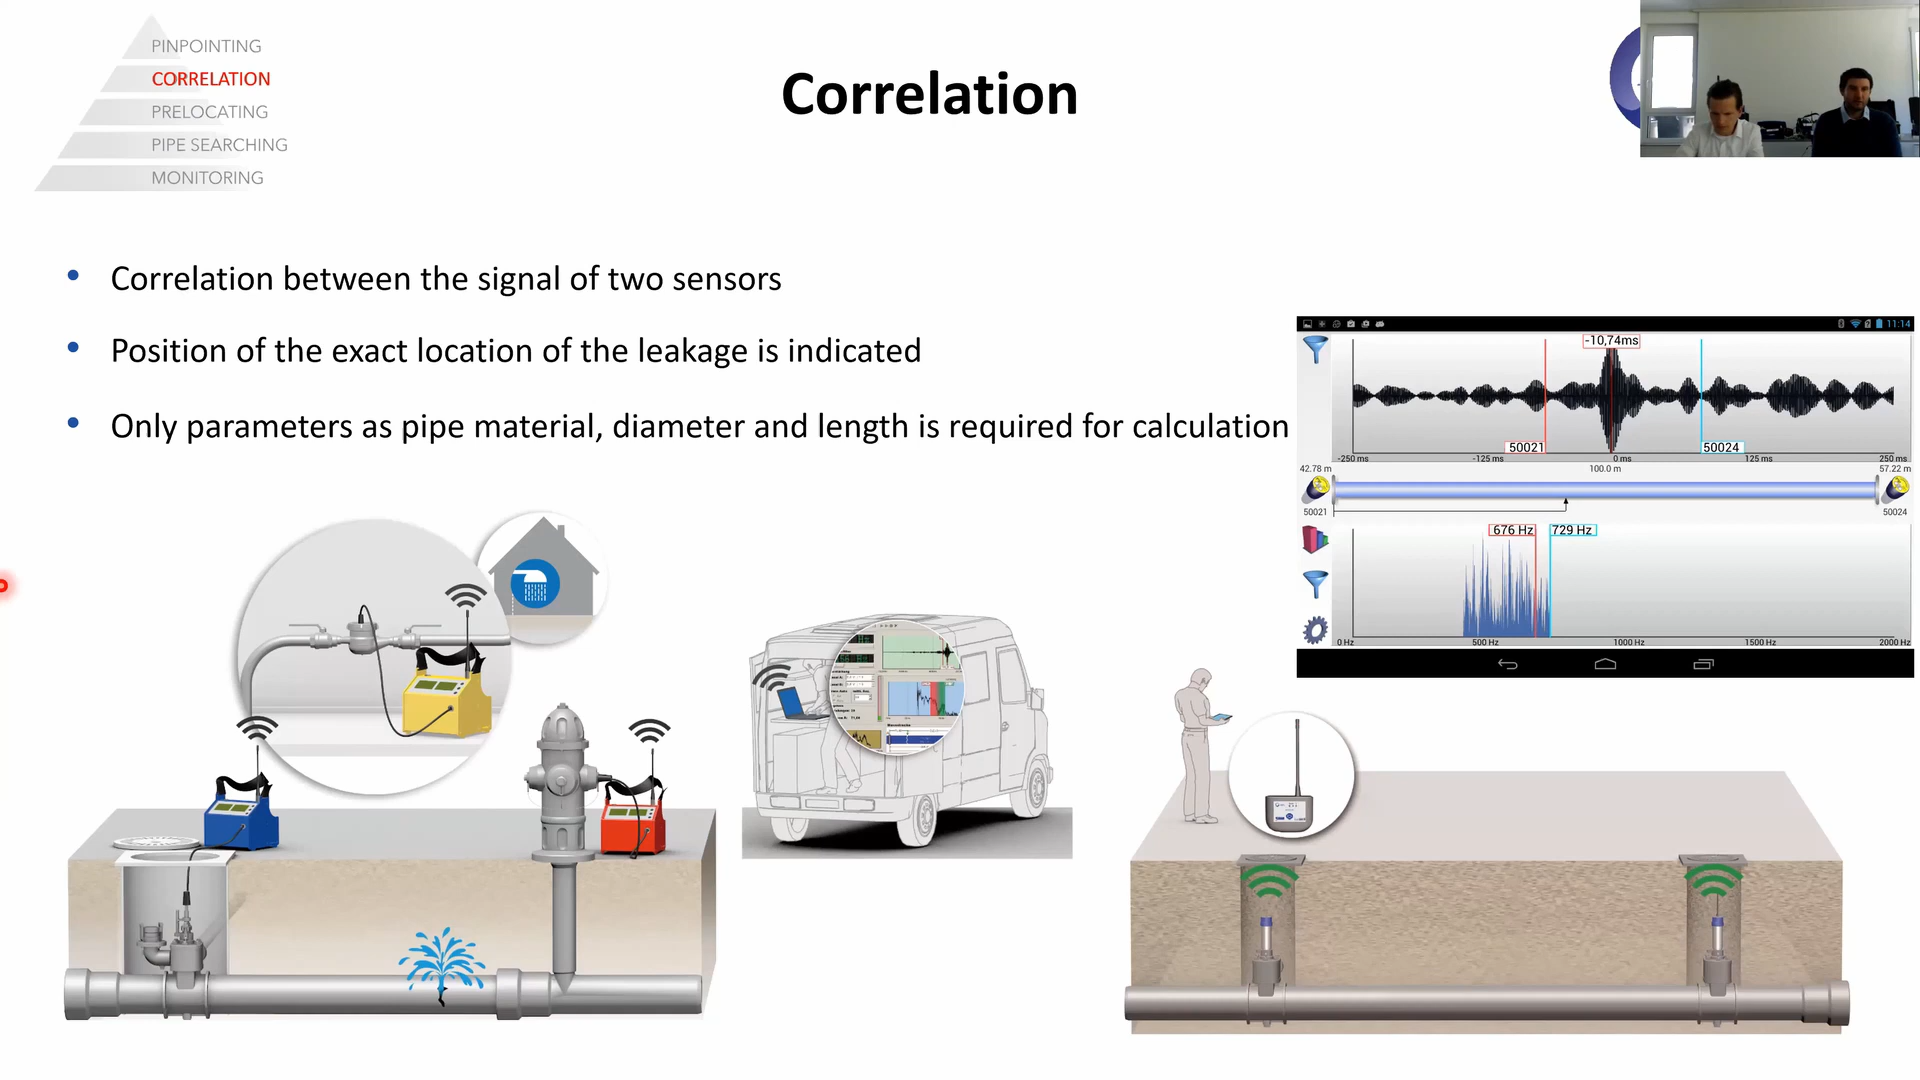 PINPOINTING
CORRELATION
PRELOCATING
PIPE SEARCHING
MONITORING
Correlation
• Correlation between the signal of two sensors
• Position of the exact location of the leakage is indicated
• Only parameters as pipe material, diameter and length is required for calculation
11:14
-10,74ms
50021
50024
-250 ms
-125 ms
0 ms
125 ms
250 ms
42.78 m
100.0 m
57.22 m
50021
50024
676 Hz
729 Hz
0 Hz
500 Hz
1000 Hz
1500 Hz
2000 Hz